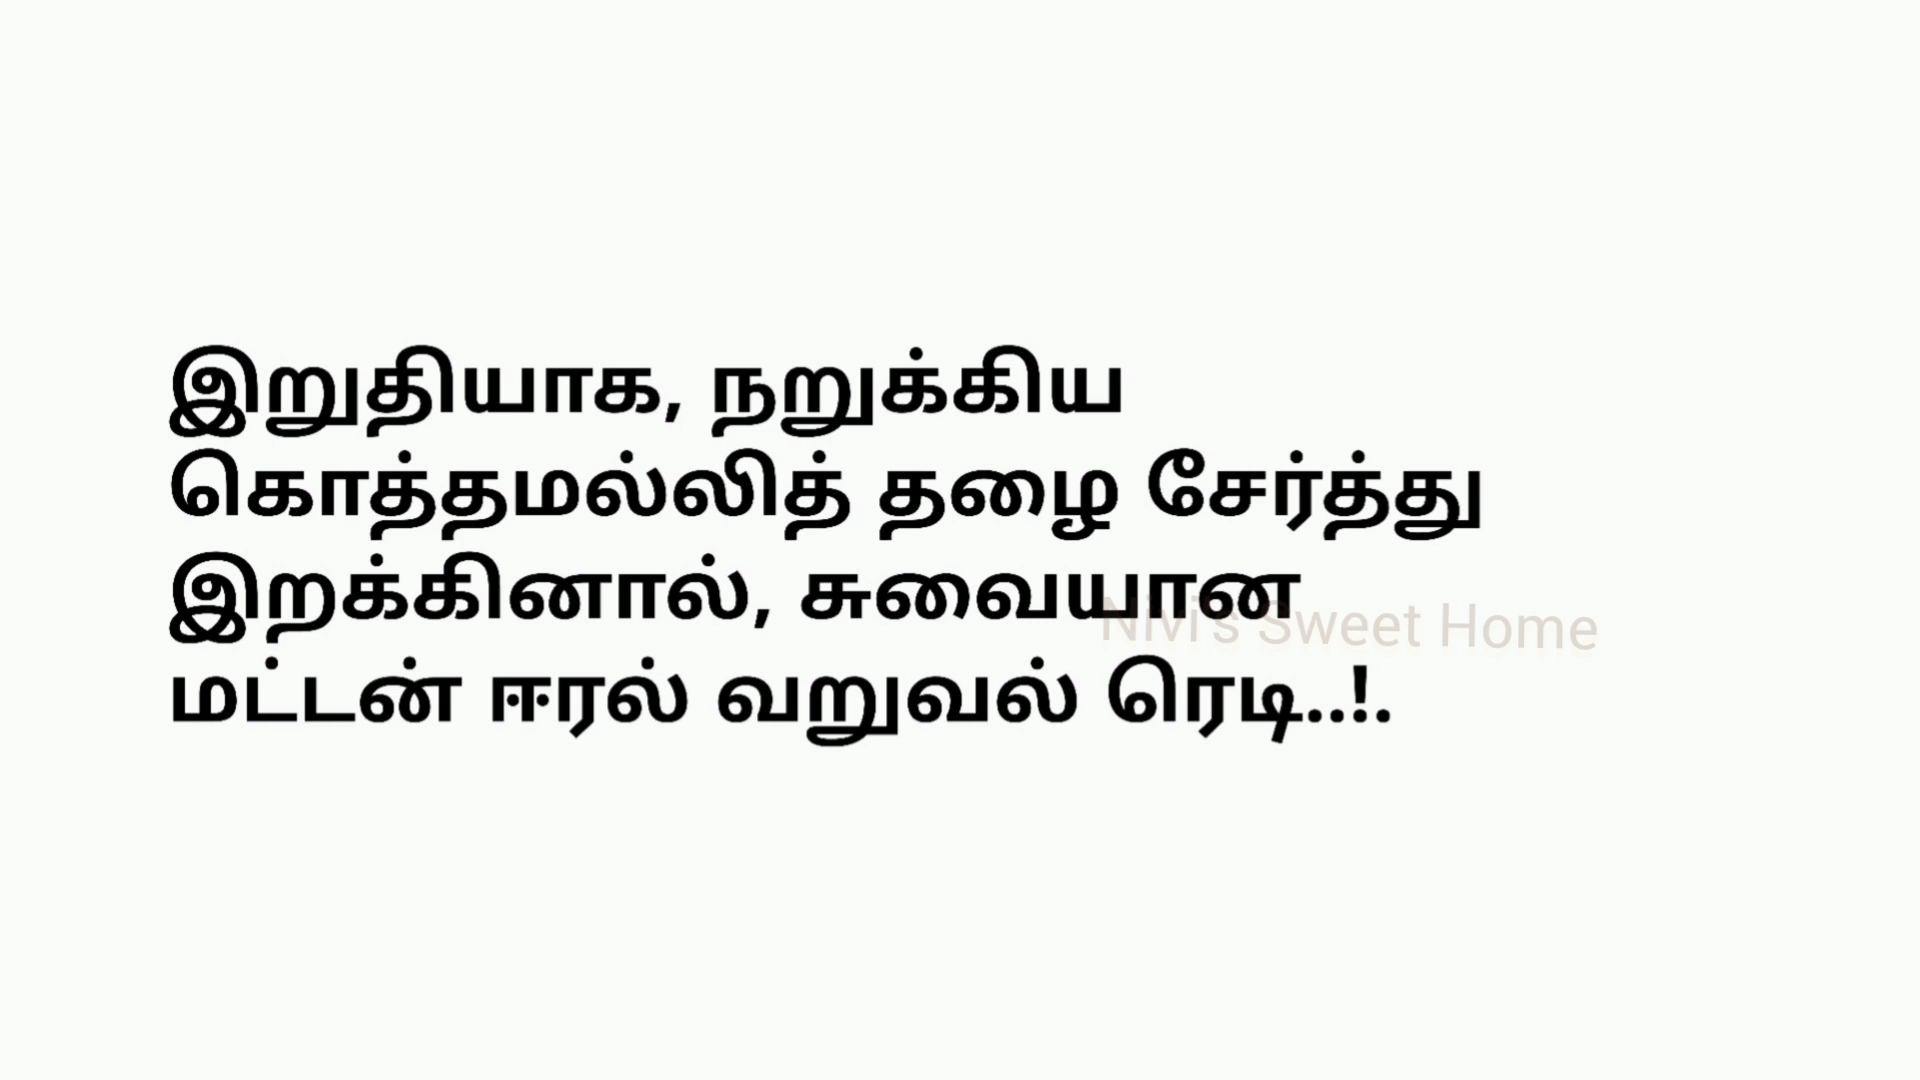 இறுதியாக, நறுக்கிய
கொத்தமல்லித் தழை சேர்த்து
இறக்கினால், சுவையான
Nivi's Sweet Home
மட்டன் ஈரல் வறுவல் ரெடி..!.